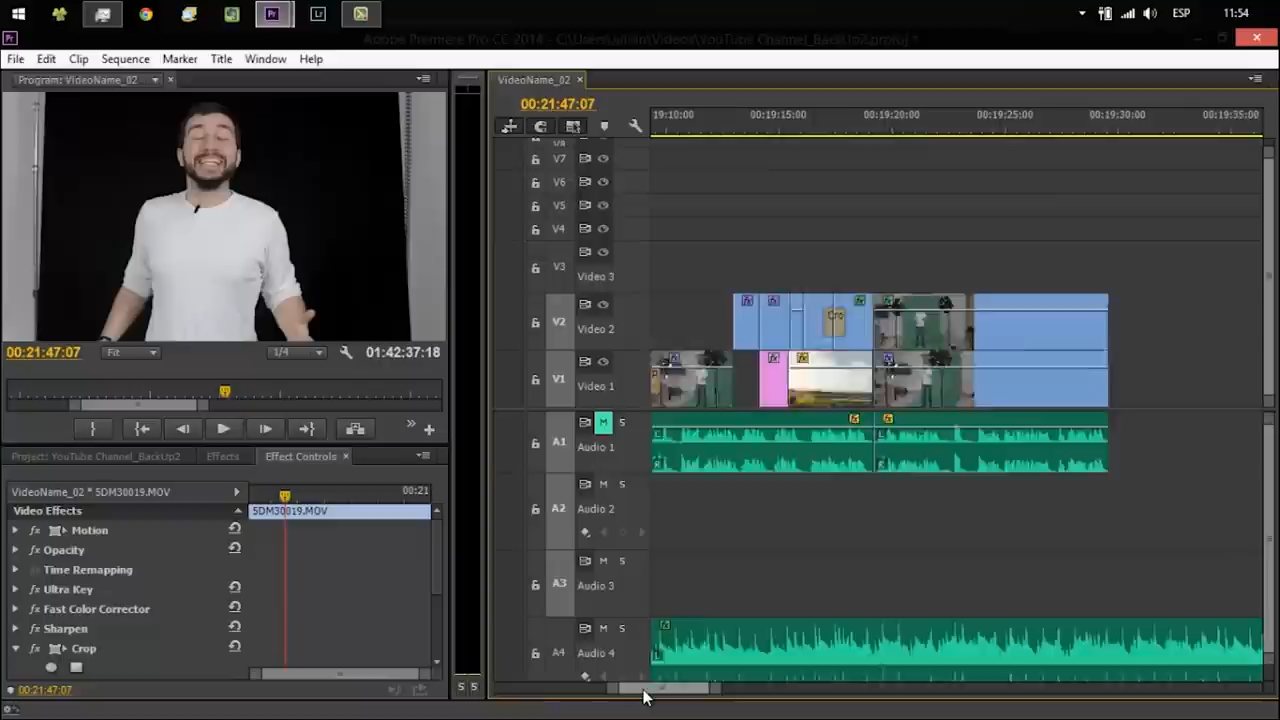 Pr
Lr
ESP
11:54
Pr
Adobe Premiere Pro CC 2014 - C:\Users\Julián\Videos\YouTube Channel_BackUp2.prproj *
File Edit Clip Sequence Marker Title Window Help
Program: VideoName_02
VideoName_02
00:21:47:07
19:10:00 00:19:15:00 00:19:20:00 00:19:25:00 00:19:30:00 00:19:35:00
V7
V6
V5
V4
V3
Video 3
V2
Video 2
V1
Video 1
fx
Cro
00:21:47:07 Fit 1/4 01:42:37:18
A1 M S
Audio 1
L
R
Project: YouTube Channel_BackUp2 Effects Effect Controls
VideoName_02 * 5DM30019.MOV
00:21
Video Effects
5DM30019.MOV
fx Motion
fx Opacity
Time Remapping
fx Ultra Key
fx Fast Color Corrector
fx Sharpen
fx Crop
M S
A2 Audio 2
M S
A3 Audio 3
M S
A4 Audio 4
L
S S
00:21:47:07